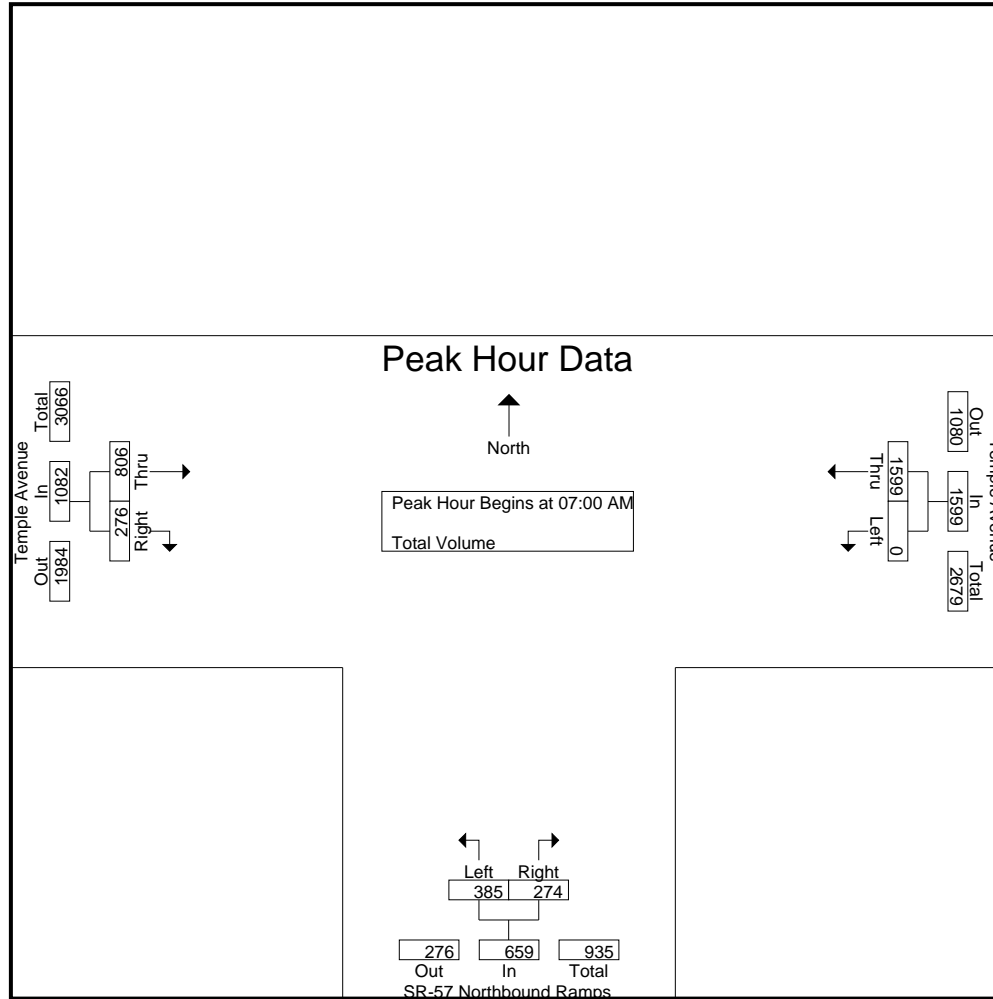 Peak Hour Data
North
Peak Hour Begins at 07:00 AM
Total Volume
Temple Avenue
Total In Out
3066 1082 1984
806 276
Thru Right
Out In Total
1080 1599 2679
1599 0
Thru Left
Left Right
385 274
276 659 935
Out In Total
SR-57 Northbound Ramps